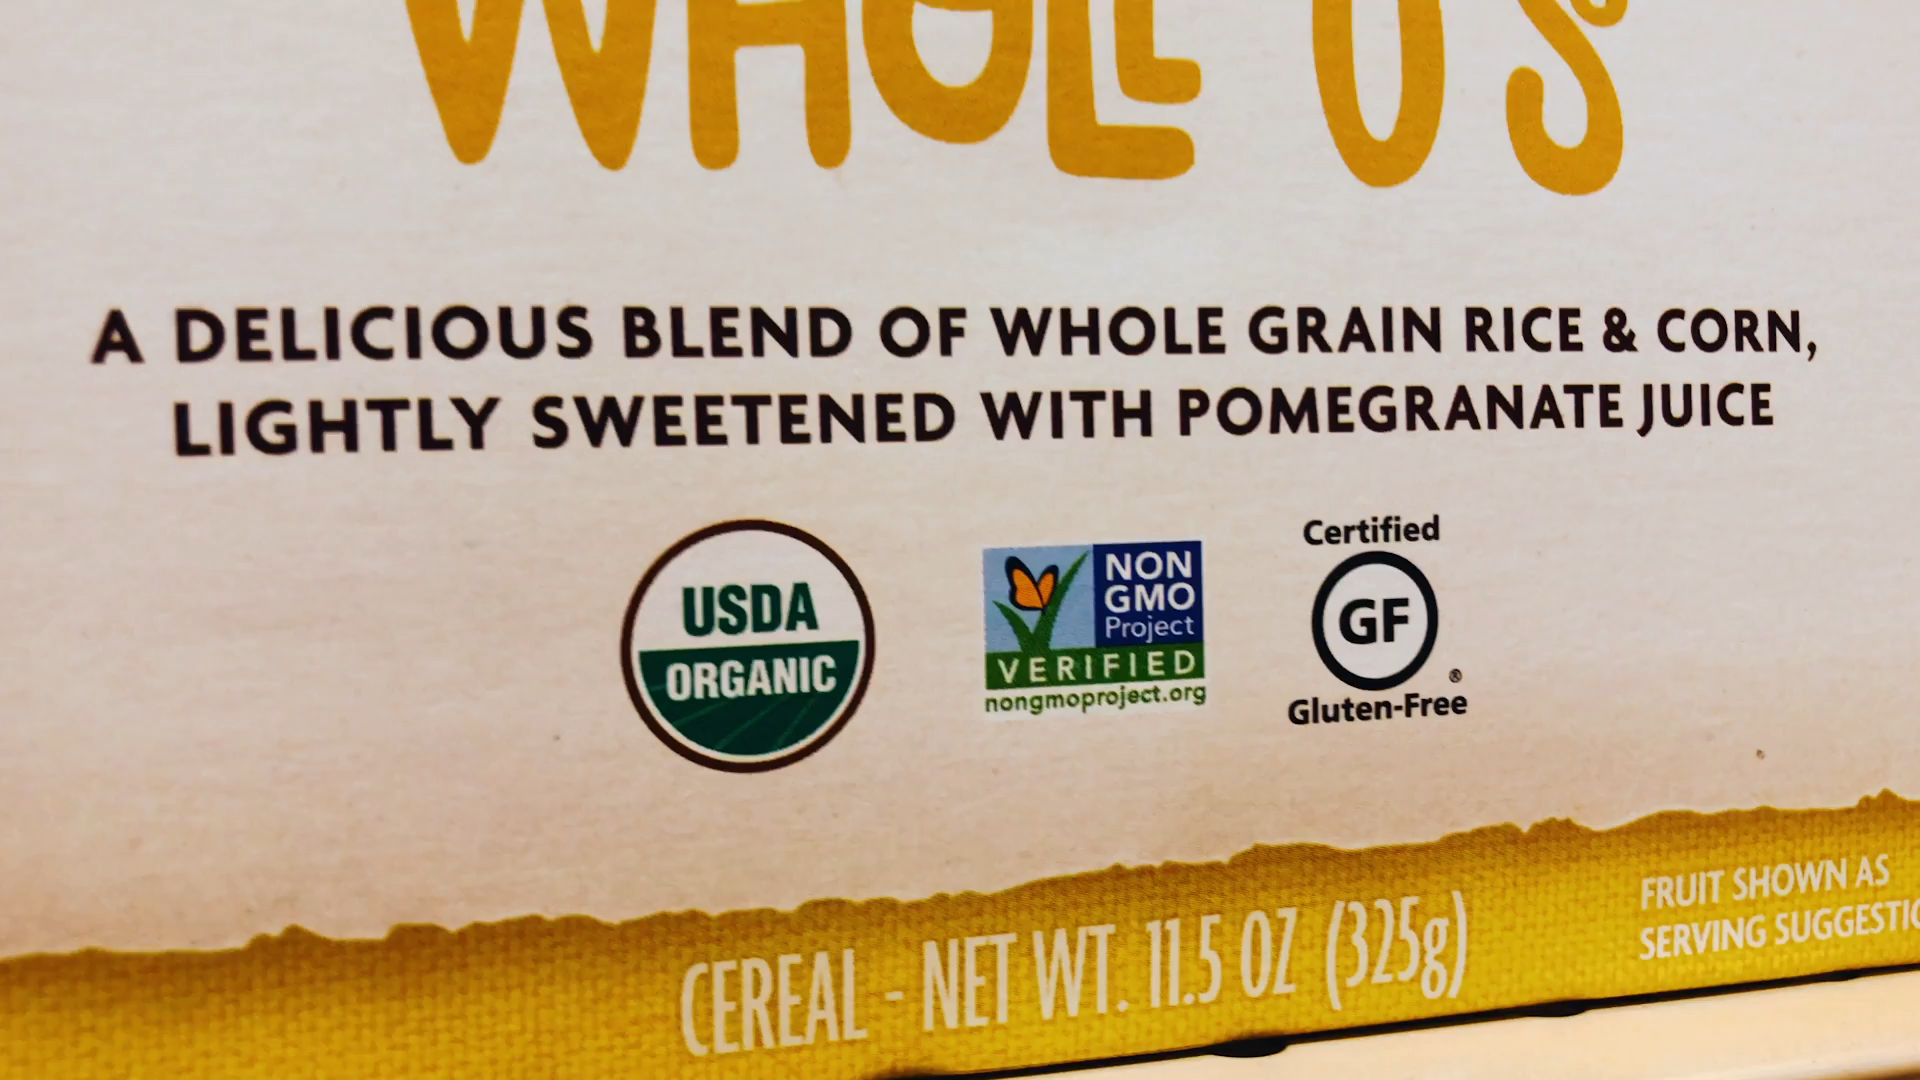 WHOLE O'S
A DELICIOUS BLEND OF WHOLE GRAIN RICE & CORN,
LIGHTLY SWEETENED WITH POMEGRANATE JUICE
USDA
ORGANIC
NON
GMO
Project
VERIFIED
nongmoproject.org
Certified
GF
®
Gluten-Free
CEREAL - NET WT. 11.5 OZ (325g)
FRUIT SHOWN AS
SERVING